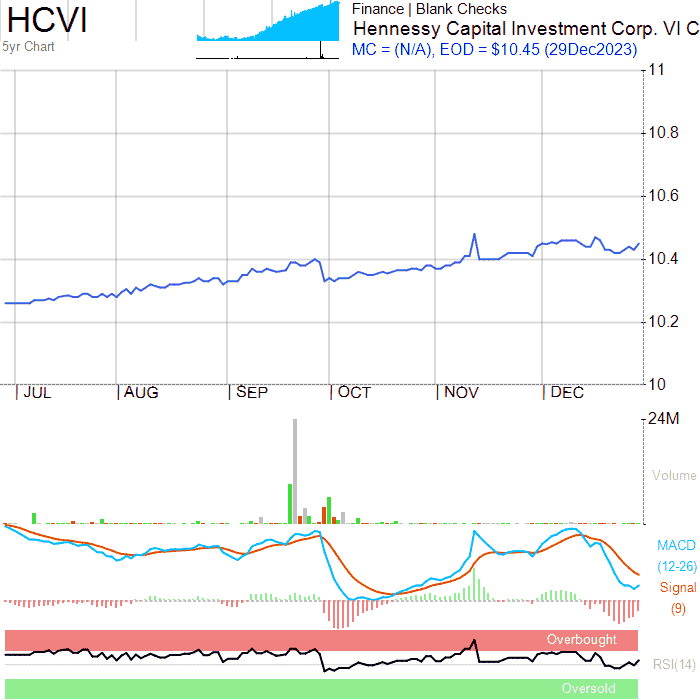 HCVI
5yr Chart
Finance | Blank Checks
Hennessy Capital Investment Corp. VI C
MC = (N/A), EOD = $10.45 (29Dec2023)
11
10.8
10.6
10.4
10.2
10
JUL AUG SEP OCT NOV DEC
24M
Volume
MACD
(12-26)
Signal
(9)
Overbought
RSI(14)
Oversold